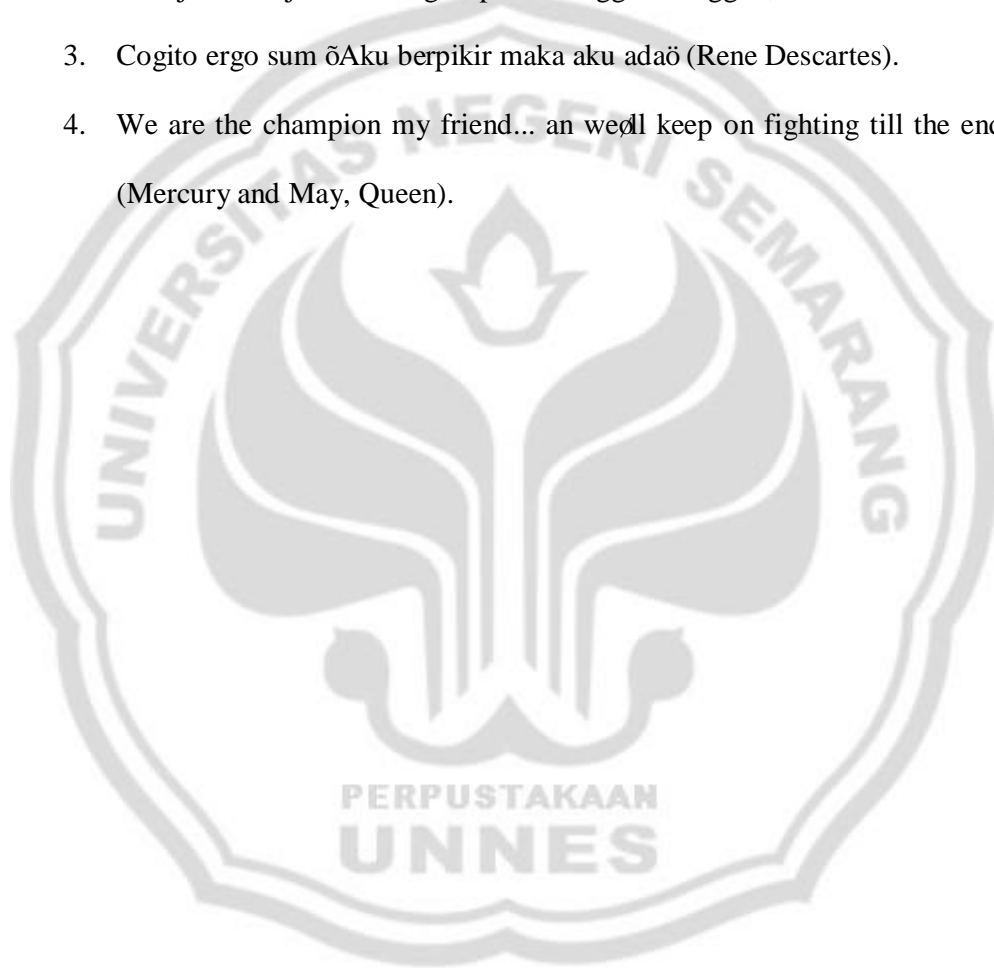 3. Cogito ergo sum õAku berpikir maka aku adaö (Rene Descartes).
4. We are the champion my friend... an weøll keep on fighting till the end
(Mercury and May, Queen).
UNIVERSITAS NEGERI SEMARANG
PERPUSTAKAAN
UNNES